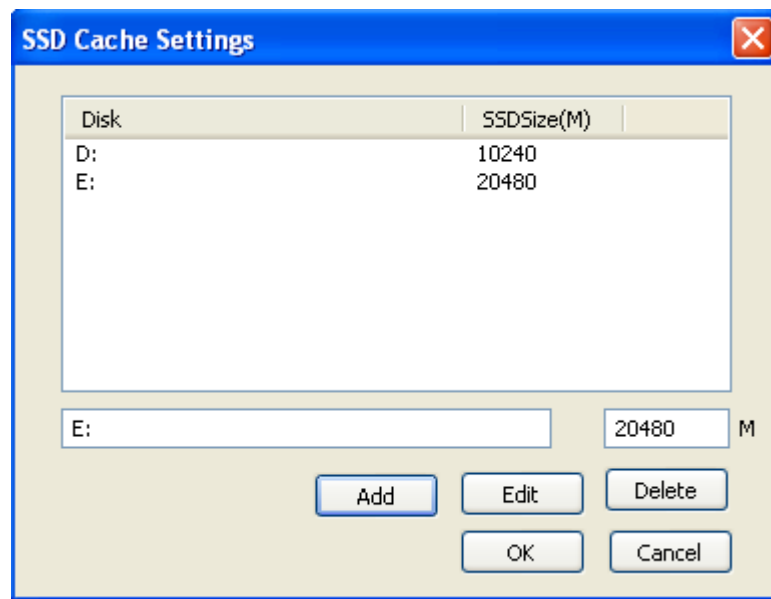 SSD Cache Settings
Disk SSDSize(M)
D: 10240
E: 20480
E: 20480 M
Add Edit Delete
OK Cancel